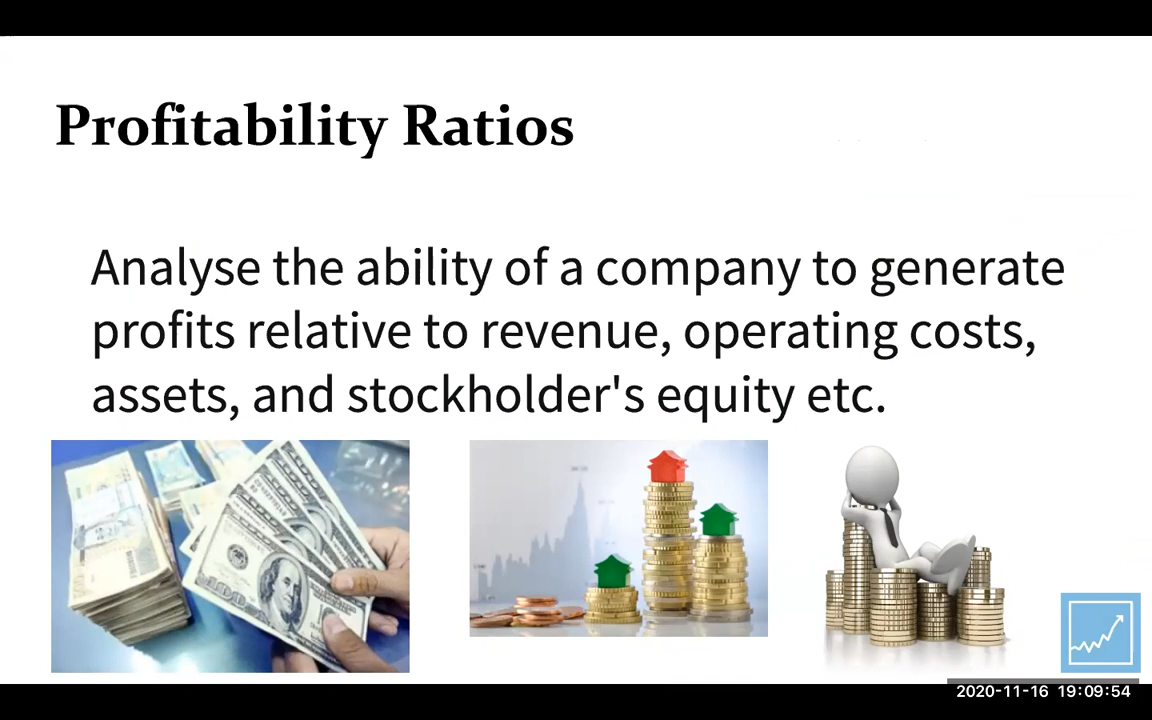 Profitability Ratios
Analyse the ability of a company to generate
profits relative to revenue, operating costs,
assets, and stockholder's equity etc.
2020-11-16 19:09:54